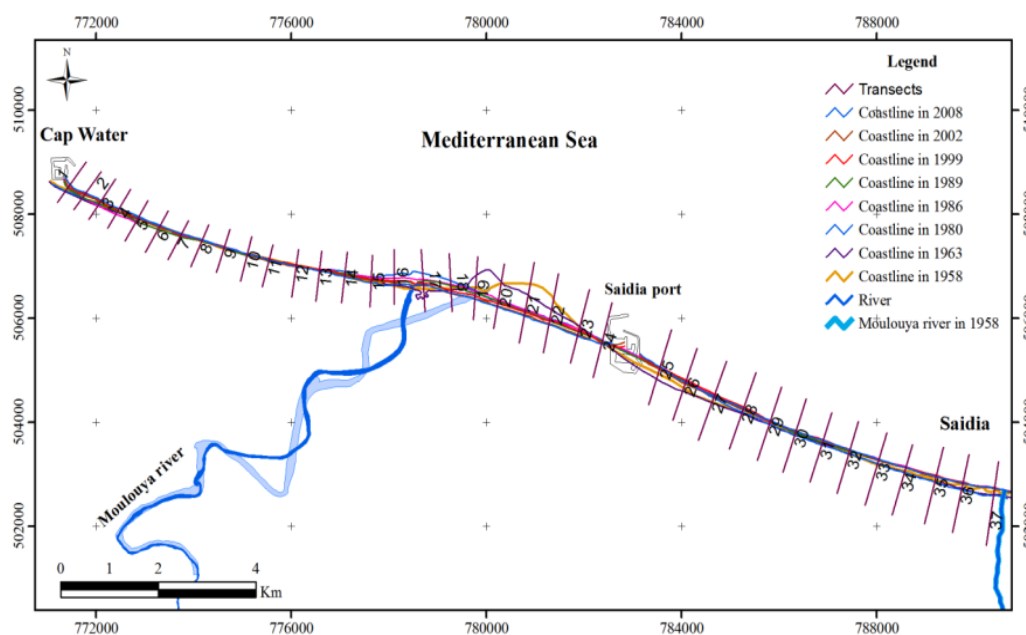 772000 776000 780000 784000 788000
N
Legend
Transects
Coastline in 2008
Coastline in 2002
Coastline in 1999
Coastline in 1989
Coastline in 1986
Coastline in 1980
Coastline in 1963
Coastline in 1958
River
Moulouya river in 1958
Mediterranean Sea
Cap Water
510000
508000
506000
504000
502000
510000
1 2 3 4 5 6 7 8 9 10 11 12 13 14 15 16 17 18 19 20 21 22 23 24 25 26 27 28 29 30 31 32 33 34 35 36 37
Saidia port
Saidia
Moulouya river
0 1 2 4
Km
772000 776000 780000 784000 788000